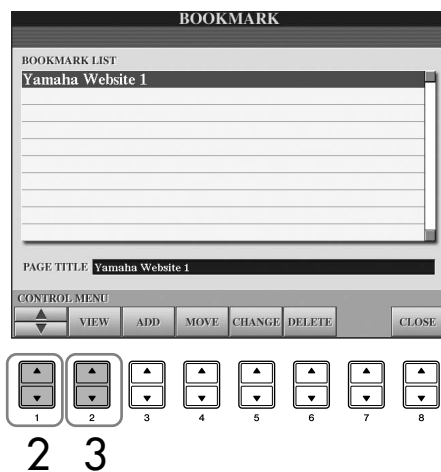 BOOKMARK
BOOKMARK LIST
Yamaha Website 1
PAGE TITLE Yamaha Website 1
CONTROL MENU
VIEW ADD MOVE CHANGE DELETE CLOSE
1 2 3 4 5 6 7 8
2 3